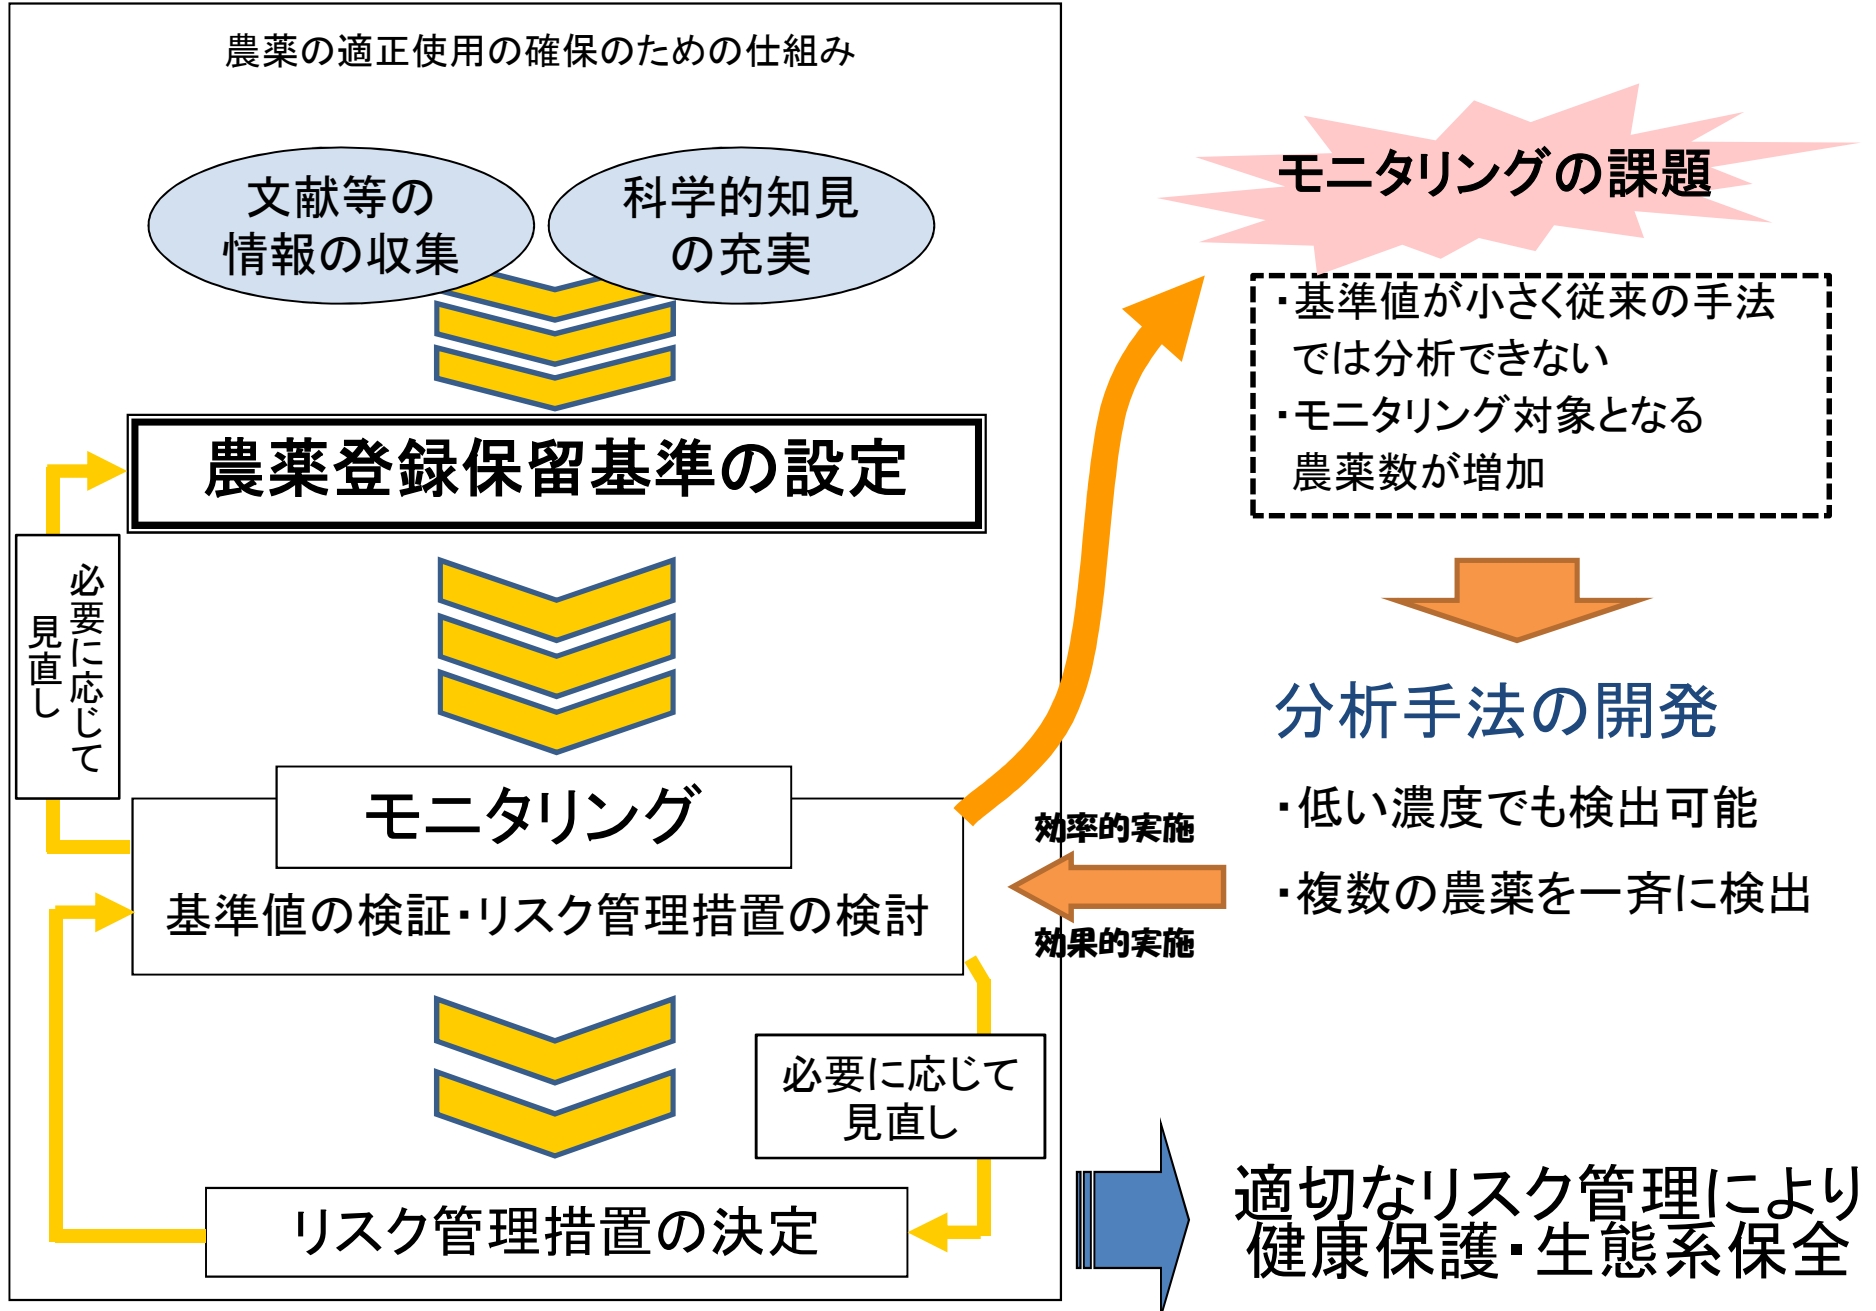 農薬の適正使用の確保のための仕組み
文献等の
情報の収集
科学的知見
の充実
農薬登録保留基準の設定
必要に応じて
見直し
モニタリング
基準値の検証・リスク管理措置の検討
必要に応じて
見直し
リスク管理措置の決定
モニタリングの課題
・基準値が小さく従来の手法
では分析できない
・モニタリング対象となる
農薬数が増加
分析手法の開発
・低い濃度でも検出可能
・複数の農薬を一斉に検出
効率的実施
効果的実施
適切なリスク管理により
健康保護・生態系保全